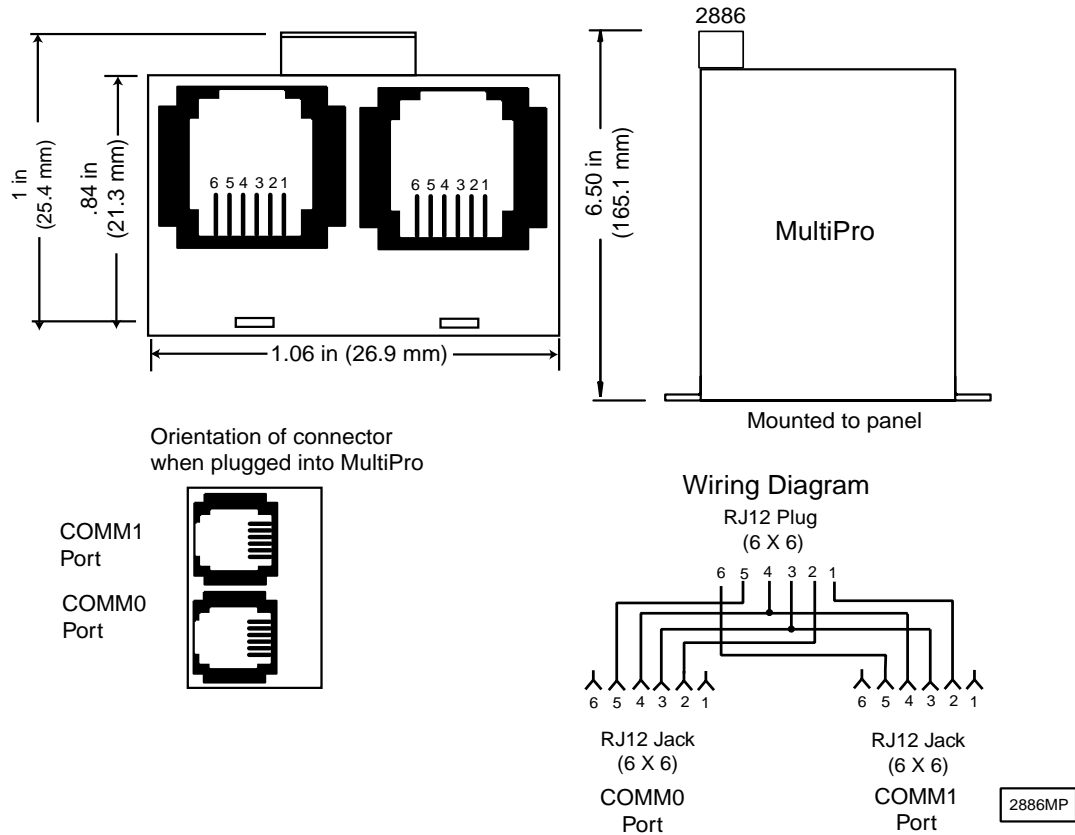 1 in
(25.4 mm)
.84 in
(21.3 mm)
6 5 4 3 2 1
6 5 4 3 2 1
1.06 in (26.9 mm)
2886
6.50 in
(165.1 mm)
MultiPro
Mounted to panel
Orientation of connector
when plugged into MultiPro
COMM1
Port
COMM0
Port
Wiring Diagram
RJ12 Plug
(6 X 6)
6 5 4 3 2 1
6 5 4 3 2 1
RJ12 Jack
(6 X 6)
COMM0
Port
6 5 4 3 2 1
RJ12 Jack
(6 X 6)
COMM1
Port
2886MP